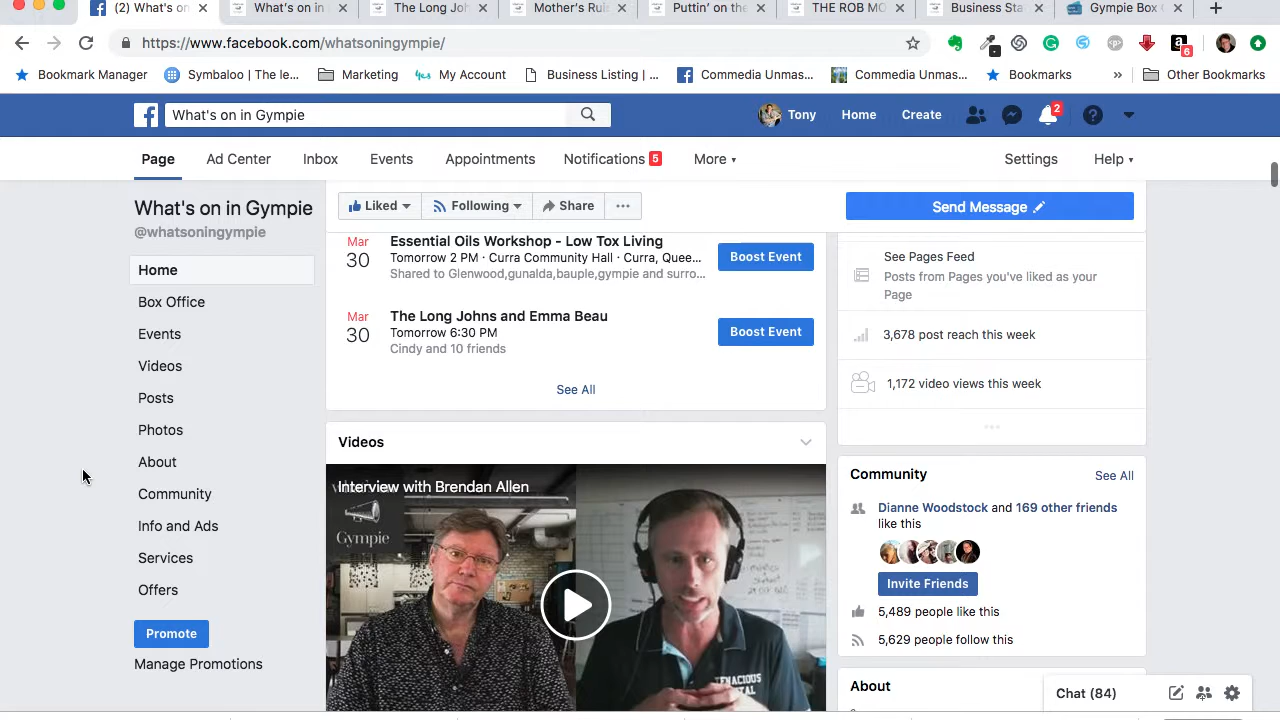 (2) What's on
What's on in
The Long Joh
Mother's Rui
Puttin' on the
THE ROB MO
Business Sta
Gympie Box
https://www.facebook.com/whatsoningympie/
6
Bookmark Manager
Symbaloo | The le...
Marketing
My Account
Business Listing | ...
Commedia Unmas...
Commedia Unmas...
Bookmarks
»
Other Bookmarks
What's on in Gympie
Tony
Home
Create
2
Page
Ad Center
Inbox
Events
Appointments
Notifications 5
More
Settings
Help
What's on in Gympie
@whatsoningympie
Home
Box Office
Events
Videos
Posts
Photos
About
Community
Info and Ads
Services
Offers
Promote
Manage Promotions
Liked
Following
Share
...
Send Message
Mar
30
Essential Oils Workshop - Low Tox Living
Tomorrow 2 PM · Curra Community Hall · Curra, Quee...
Shared to Glenwood,gunalda,bauple,gympie and surro...
Boost Event
Mar
30
The Long Johns and Emma Beau
Tomorrow 6:30 PM
Cindy and 10 friends
Boost Event
See All
Videos
Interview with Brendan Allen
Gympie
See Pages Feed
Posts from Pages you've liked as your
Page
3,678 post reach this week
1,172 video views this week
...
Community
See All
Dianne Woodstock and 169 other friends
like this
Invite Friends
5,489 people like this
5,629 people follow this
About
Chat (84)